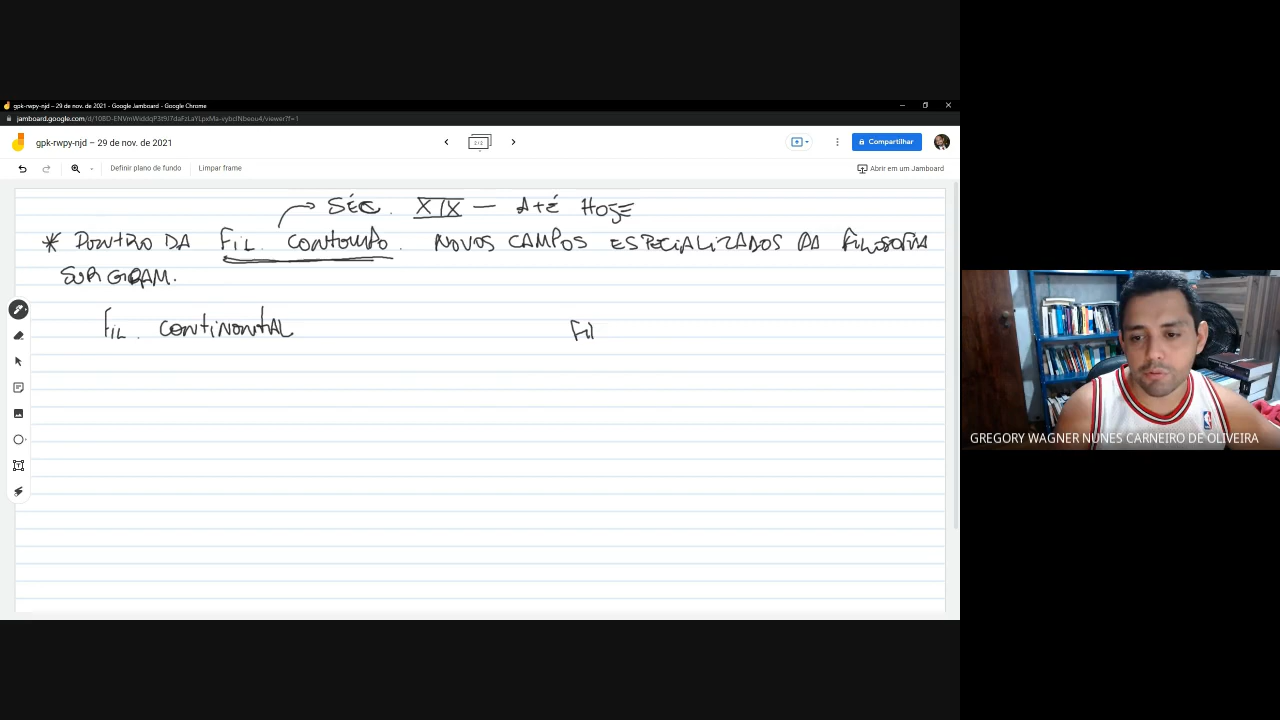 gpk-rwpy-njd – 29 de nov. de 2021 - Google Jamboard - Google Chrome
gpk-rwpy-njd – 29 de nov. de 2021
2/2
Compartilhar
Definir plano de fundo
Limpar frame
Abrir em um Jamboard
SÉC. XIX — ATÉ HOJE
* DENTRO DA FIL. CONTEMP. NOVOS CAMPOS ESPECIALIZADOS DA FILOSOFIA
SURGIRAM.
FIL. CONTINENTAL
Fil
GREGORY WAGNER NUNES CARNEIRO DE OLIVEIRA